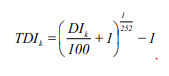 TDI_k = (DI_k/100 + 1)^(1/252) − 1
.